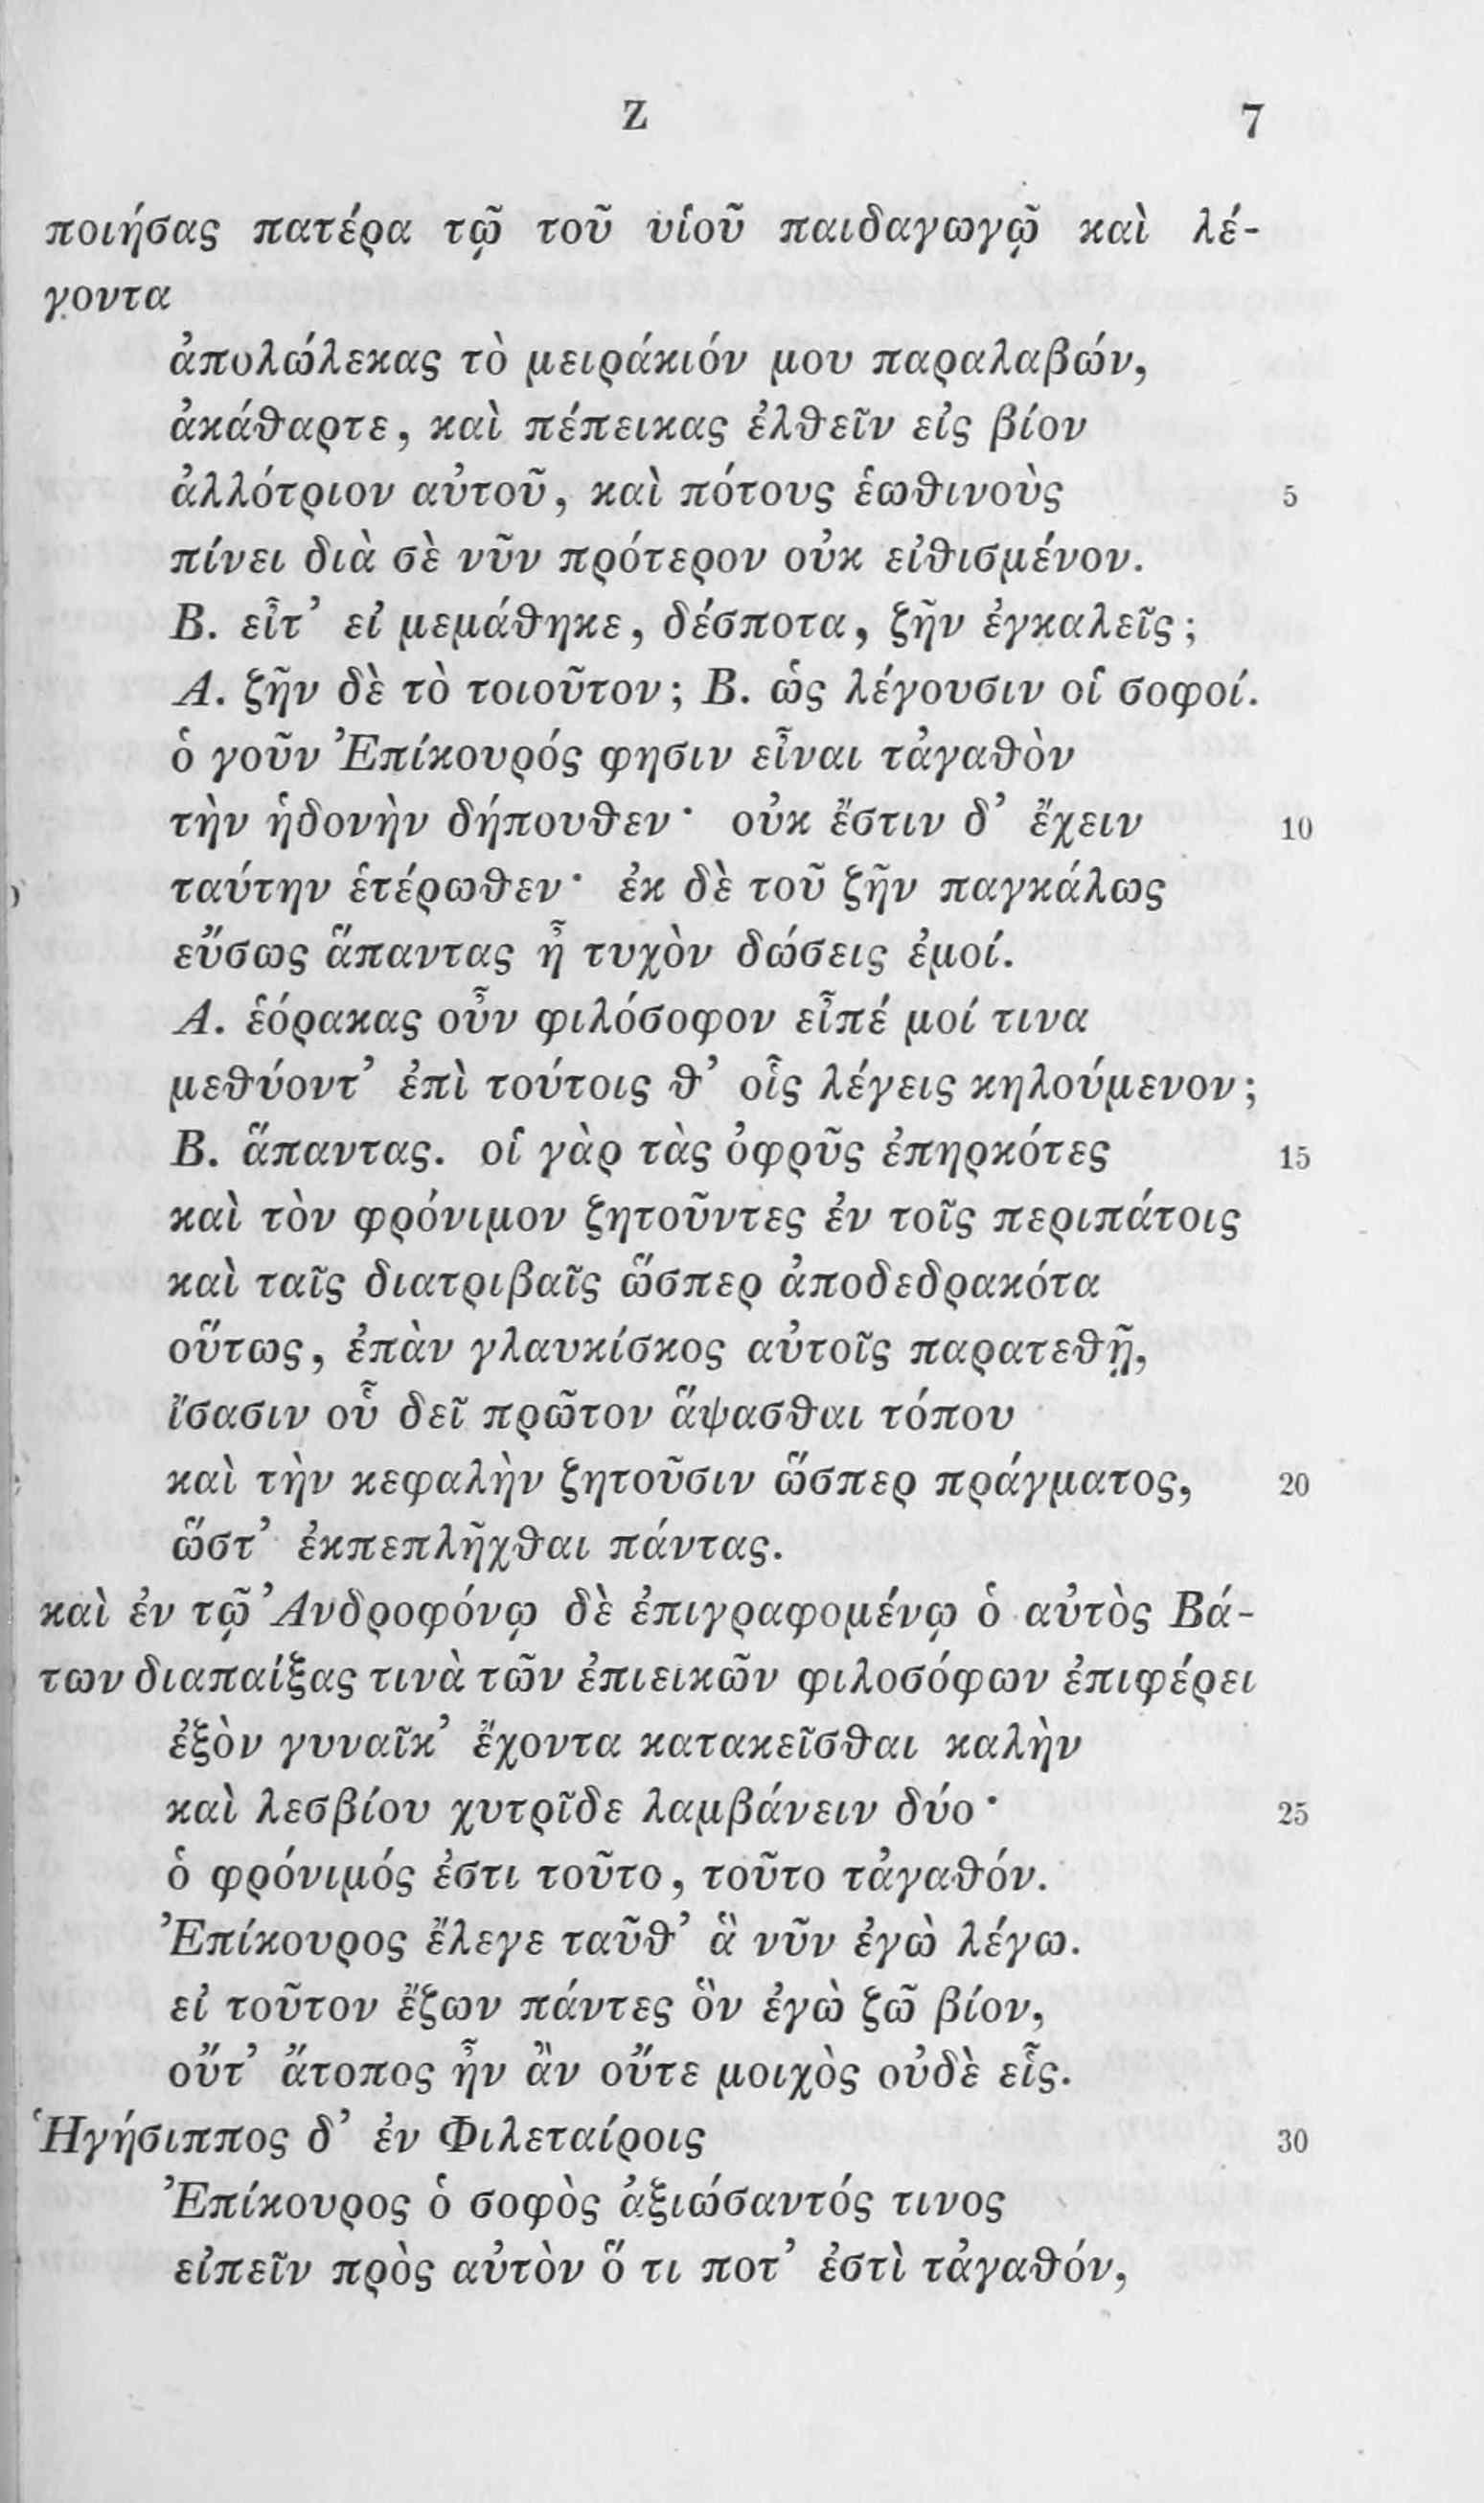 Z 7
ποιήσας πατέρα τῷ τοῦ υἱοῦ παιδαγωγῷ καὶ λέ-
γοντα
ἀπολώλεκας τὸ μειράκιόν μου παραλαβών,
ἀκάθαρτε, καὶ πέπεικας ἐλθεῖν εἰς βίον
ἀλλότριον αὑτοῦ, καὶ πότους ἑωθινοὺς 5
πίνει διὰ σὲ νῦν πρότερον οὐκ εἰθισμένον.
Β. εἶτ’ εἰ μεμάθηκε, δέσποτα, ζῆν ἐγκαλεῖς;
Α. ζῆν δὲ τὸ τοιοῦτον; Β. ὡς λέγουσιν οἱ σοφοί.
ὁ γοῦν Ἐπίκουρός φησιν εἶναι τἀγαθὸν
τὴν ἡδονὴν δήπουθεν· οὐκ ἔστιν δ’ ἔχειν 10
ταύτην ἑτέρωθεν· ἐκ δὲ τοῦ ζῆν παγκάλως
εὔσως ἅπαντας ἦ τυχὸν δώσεις ἐμοί.
Α. ἑόρακας οὖν φιλόσοφον εἶπέ μοί τινα
μεθύοντ’ ἐπὶ τούτοις θ’ οἷς λέγεις κηλούμενον;
Β. ἅπαντας. οἱ γὰρ τὰς ὀφρῦς ἐπηρκότες 15
καὶ τὸν φρόνιμον ζητοῦντες ἐν τοῖς περιπάτοις
καὶ ταῖς διατριβαῖς ὥσπερ ἀποδεδρακότα
οὕτως, ἐπὰν γλαυκίσκος αὐτοῖς παρατεθῇ,
ἴσασιν οὗ δεῖ πρῶτον ἅψασθαι τόπου
καὶ τὴν κεφαλὴν ζητοῦσιν ὥσπερ πράγματος, 20
ὥστ’ ἐκπεπλῆχθαι πάντας.
καὶ ἐν τῷ Ἀνδροφόνῳ δὲ ἐπιγραφομένῳ ὁ αὐτὸς Βά-
των διαπαίξας τινὰ τῶν ἐπιεικῶν φιλοσόφων ἐπιφέρει
ἐξὸν γυναῖκ’ ἔχοντα κατακεῖσθαι καλὴν
καὶ λεσβίου χυτρῖδε λαμβάνειν δύο· 25
ὁ φρόνιμός ἐστι τοῦτο, τοῦτο τἀγαθόν.
Ἐπίκουρος ἔλεγε ταῦθ’ ἃ νῦν ἐγὼ λέγω.
εἰ τοῦτον ἔζων πάντες ὃν ἐγὼ ζῶ βίον,
οὔτ’ ἄτοπος ἦν ἂν οὔτε μοιχὸς οὐδὲ εἷς.
Ἡγήσιππος δ’ ἐν Φιλεταίροις 30
Ἐπίκουρος ὁ σοφὸς ἀξιώσαντός τινος
εἰπεῖν πρὸς αὐτὸν ὅ τι ποτ’ ἐστὶ τἀγαθόν,